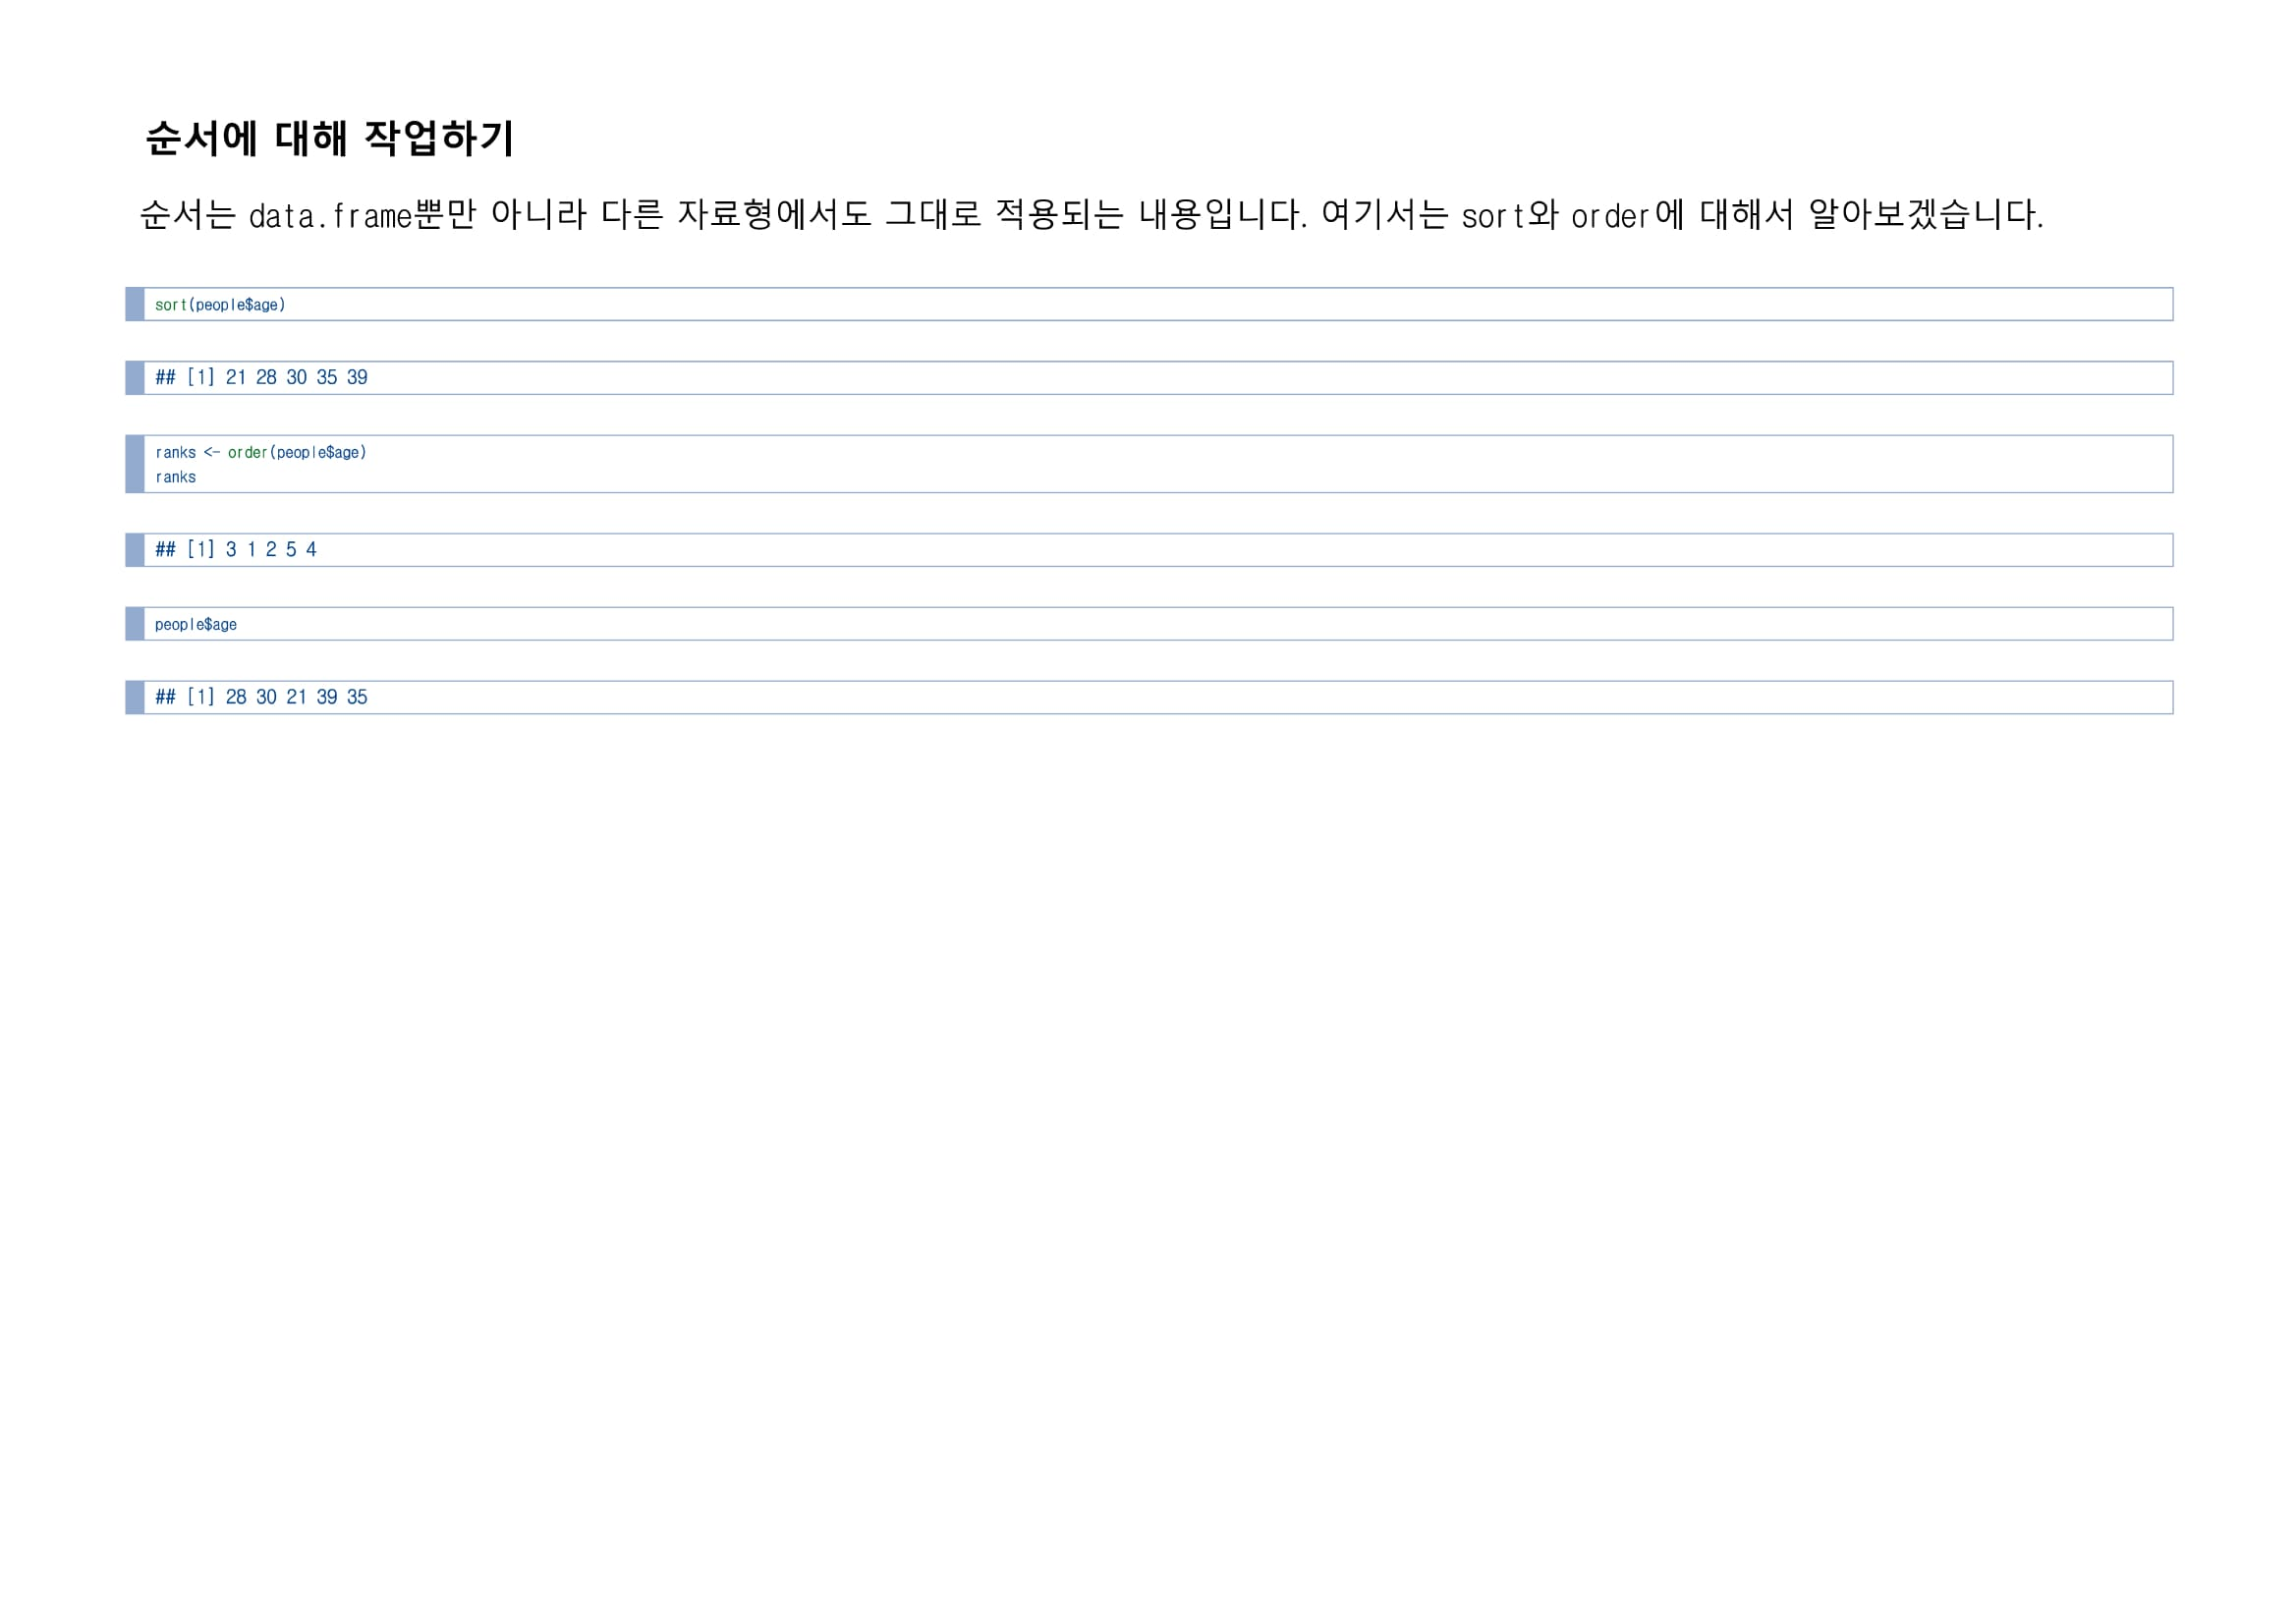 순서에 대해 작업하기
순서는 data.frame뿐만 아니라 다른 자료형에서도 그대로 적용되는 내용입니다. 여기서는 sort와 order에 대해서 알아보겠습니다.
sort(people$age)
## [1] 21 28 30 35 39
ranks <- order(people$age)
ranks
## [1] 3 1 2 5 4
people$age
## [1] 28 30 21 39 35